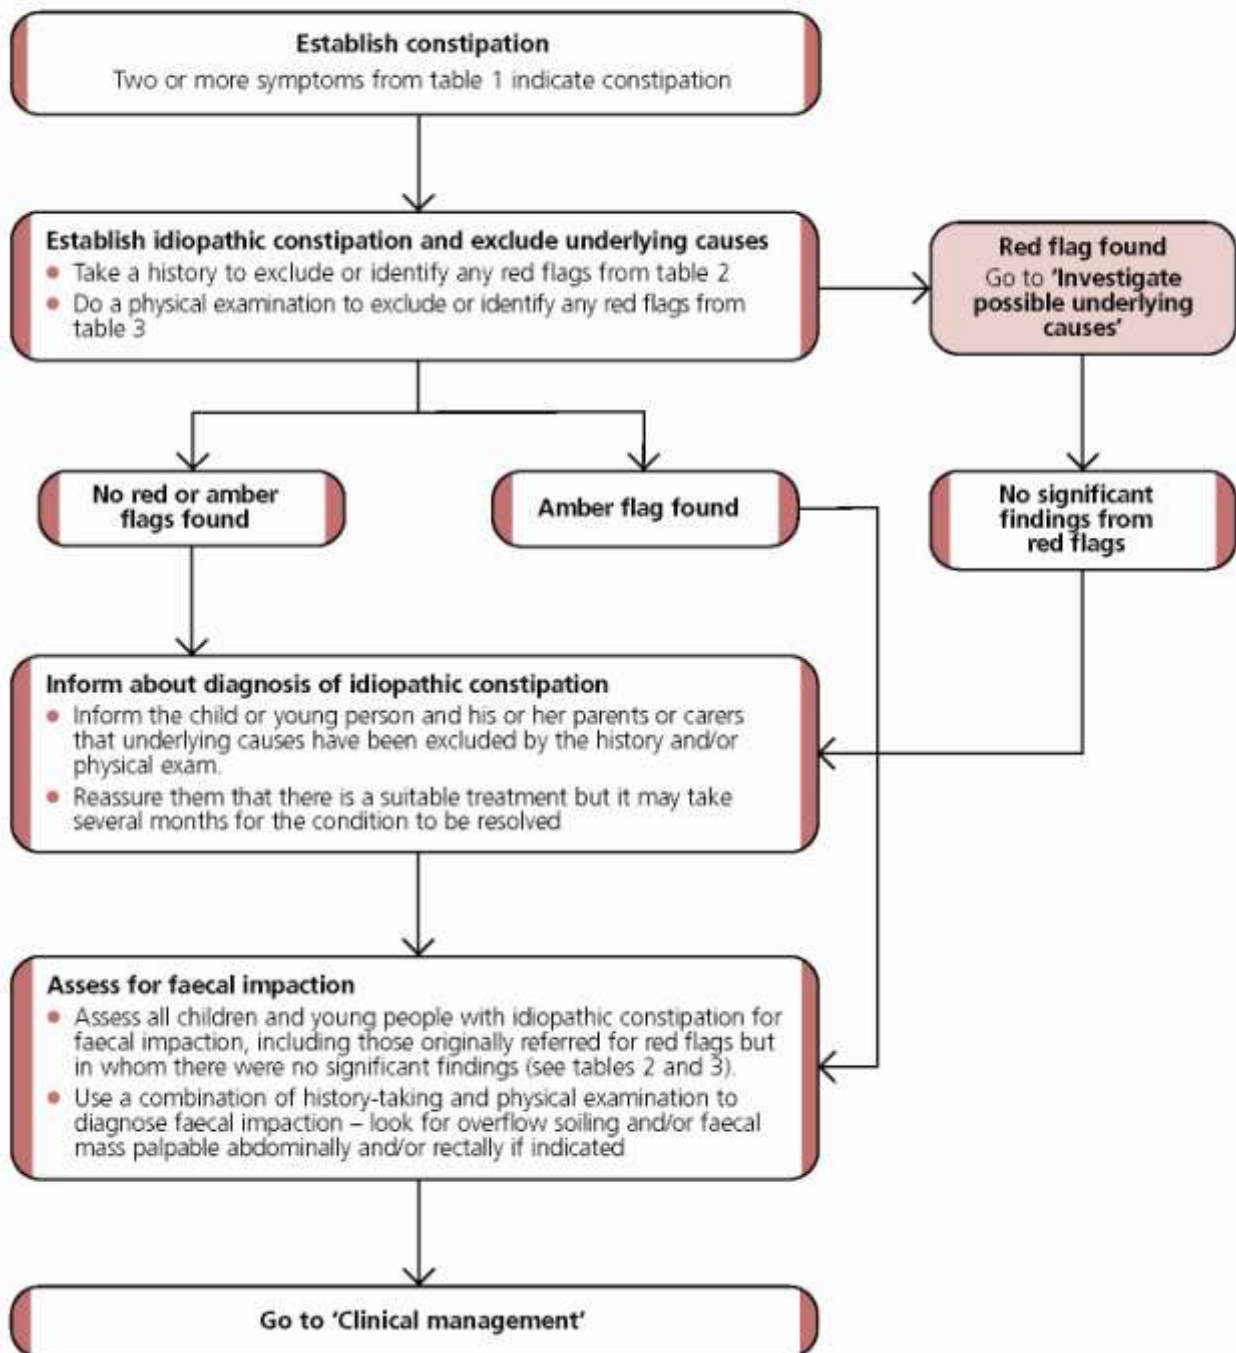 Establish constipation
Two or more symptoms from table 1 indicate constipation
Establish idiopathic constipation and exclude underlying causes
• Take a history to exclude or identify any red flags from table 2
• Do a physical examination to exclude or identify any red flags from
table 3
Red flag found
Go to ‘Investigate
possible underlying
causes’
No red or amber
flags found
Amber flag found
No significant
findings from
red flags
Inform about diagnosis of idiopathic constipation
• Inform the child or young person and his or her parents or carers
that underlying causes have been excluded by the history and/or
physical exam.
• Reassure them that there is a suitable treatment but it may take
several months for the condition to be resolved
Assess for faecal impaction
• Assess all children and young people with idiopathic constipation for
faecal impaction, including those originally referred for red flags but
in whom there were no significant findings (see tables 2 and 3).
• Use a combination of history-taking and physical examination to
diagnose faecal impaction – look for overflow soiling and/or faecal
mass palpable abdominally and/or rectally if indicated
Go to ‘Clinical management’